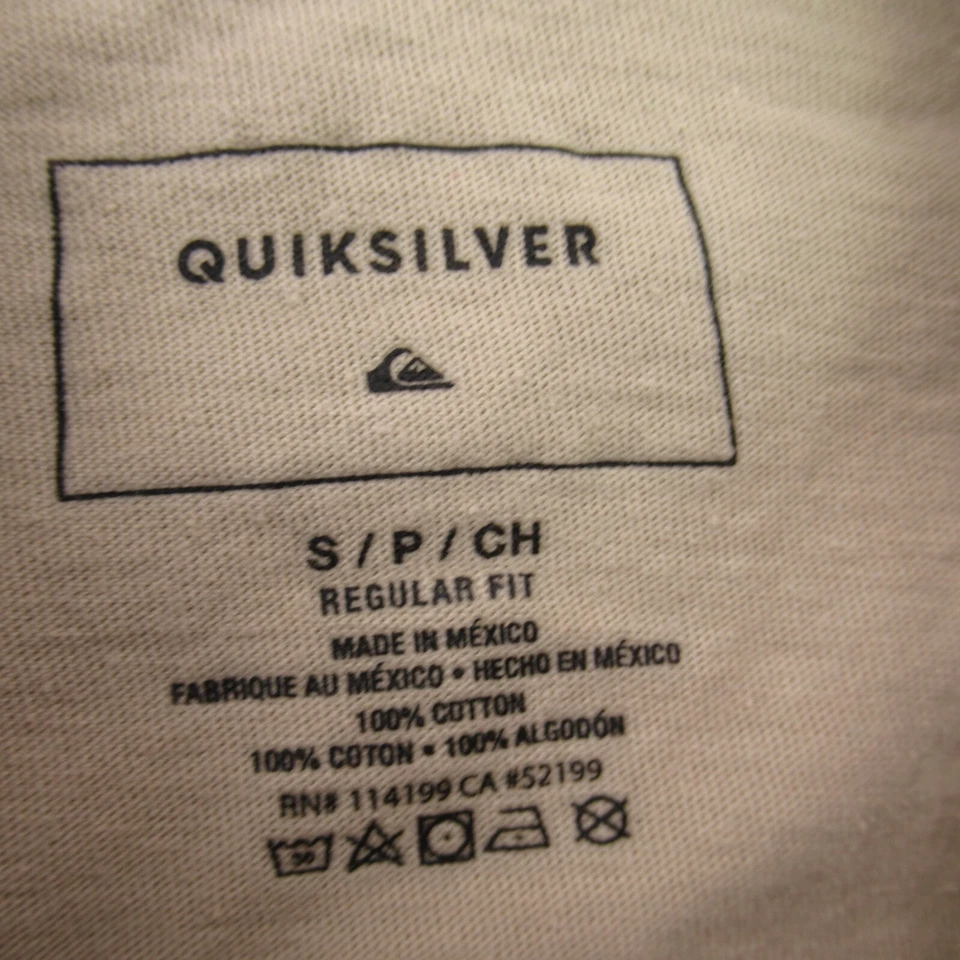 QUIKSILVER
S / P / CH
REGULAR FIT
MADE IN MÉXICO
FABRIQUE AU MÉXICO • HECHO EN MÉXICO
100% COTTON
100% COTON • 100% ALGODÓN
RN# 114199 CA #52199
30